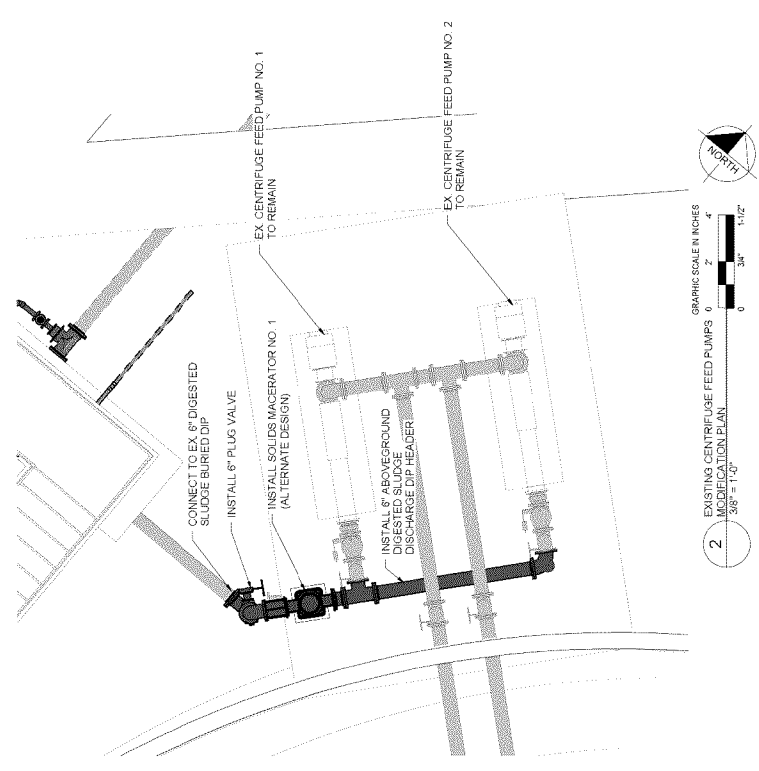 CONNECT TO EX. 6" DIGESTED
SLUDGE BURIED DIP
INSTALL 6" PLUG VALVE
INSTALL SOLIDS MACERATOR NO. 1
(ALTERNATE DESIGN)
EX. CENTRIFUGE FEED PUMP NO. 1
TO REMAIN
INSTALL 6" ABOVEGROUND
DIGESTED SLUDGE
DISCHARGE DIP HEADER
EX. CENTRIFUGE FEED PUMP NO. 2
TO REMAIN
2
EXISTING CENTRIFUGE FEED PUMPS
MODIFICATION PLAN
3/8" = 1'-0"
GRAPHIC SCALE IN INCHES
0 2' 4'
0 3/4" 1-1/2"
NORTH